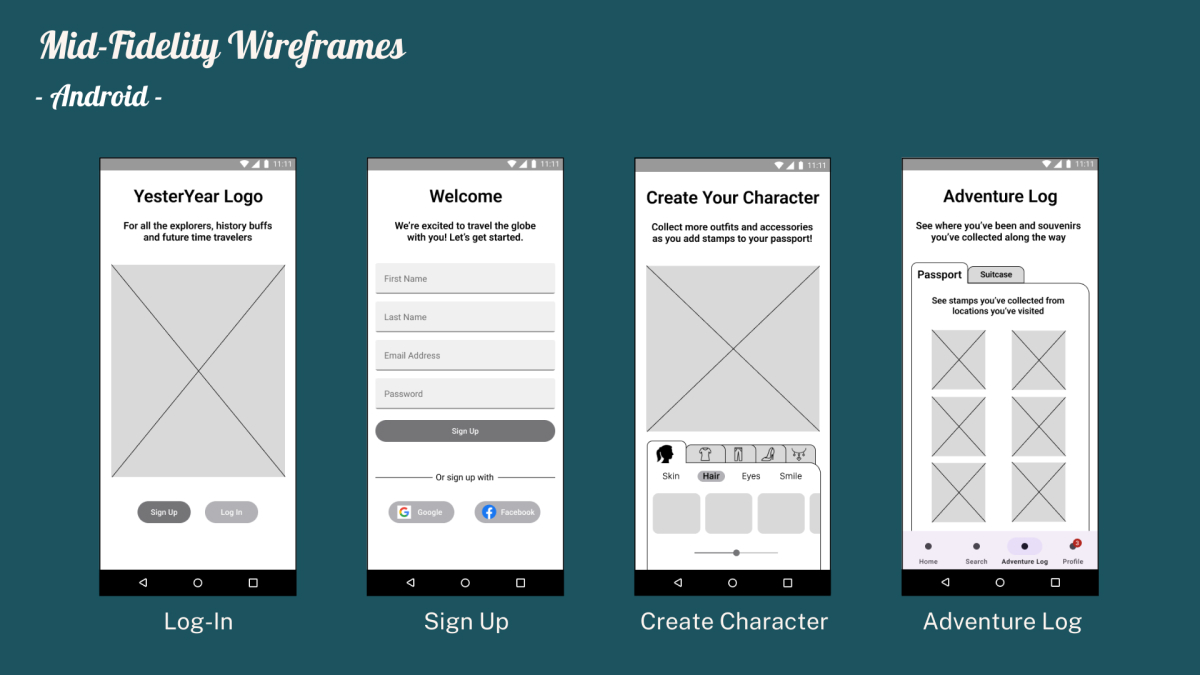 Mid-Fidelity Wireframes
- Android -
11:11
YesterYear Logo
For all the explorers, history buffs
and future time travelers
Sign Up
Log In
Log-In
11:11
Welcome
We're excited to travel the globe
with you! Let's get started.
First Name
Last Name
Email Address
Password
Sign Up
Or sign up with
Google
Facebook
Sign Up
11:11
Create Your Character
Collect more outfits and accessories
as you add stamps to your passport!
Skin
Hair
Eyes
Smile
Create Character
11:11
Adventure Log
See where you've been and souvenirs
you've collected along the way
Passport
Suitcase
See stamps you've collected from
locations you've visited
3
Home
Search
Adventure Log
Profile
Adventure Log